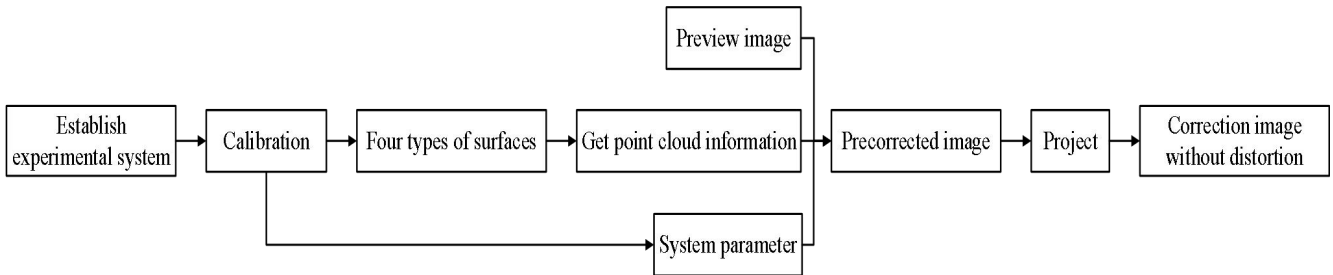 Preview image
Establish
experimental system
Calibration
Four types of surfaces
Get point cloud information
Precorrected image
Project
Correction image
without distortion
System parameter